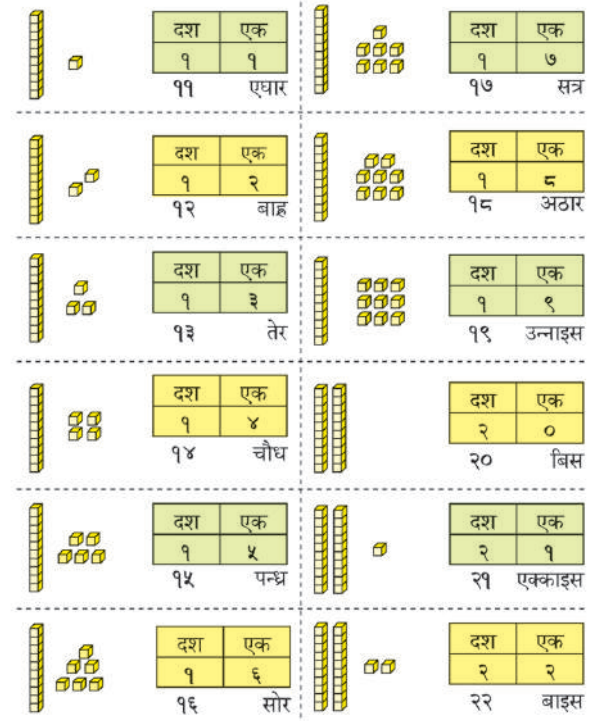 दश एक
१ १
११ एघार
दश एक
१ २
१२ बाह्र
दश एक
१ ३
१३ तेर
दश एक
१ ४
१४ चौध
दश एक
१ ५
१५ पन्ध्र
दश एक
१ ६
१६ सोर
दश एक
१ ७
१७ सत्र
दश एक
१ ८
१८ अठार
दश एक
१ ९
१९ उन्नाइस
दश एक
२ ०
२० बिस
दश एक
२ १
२१ एक्काइस
दश एक
२ २
२२ बाइस